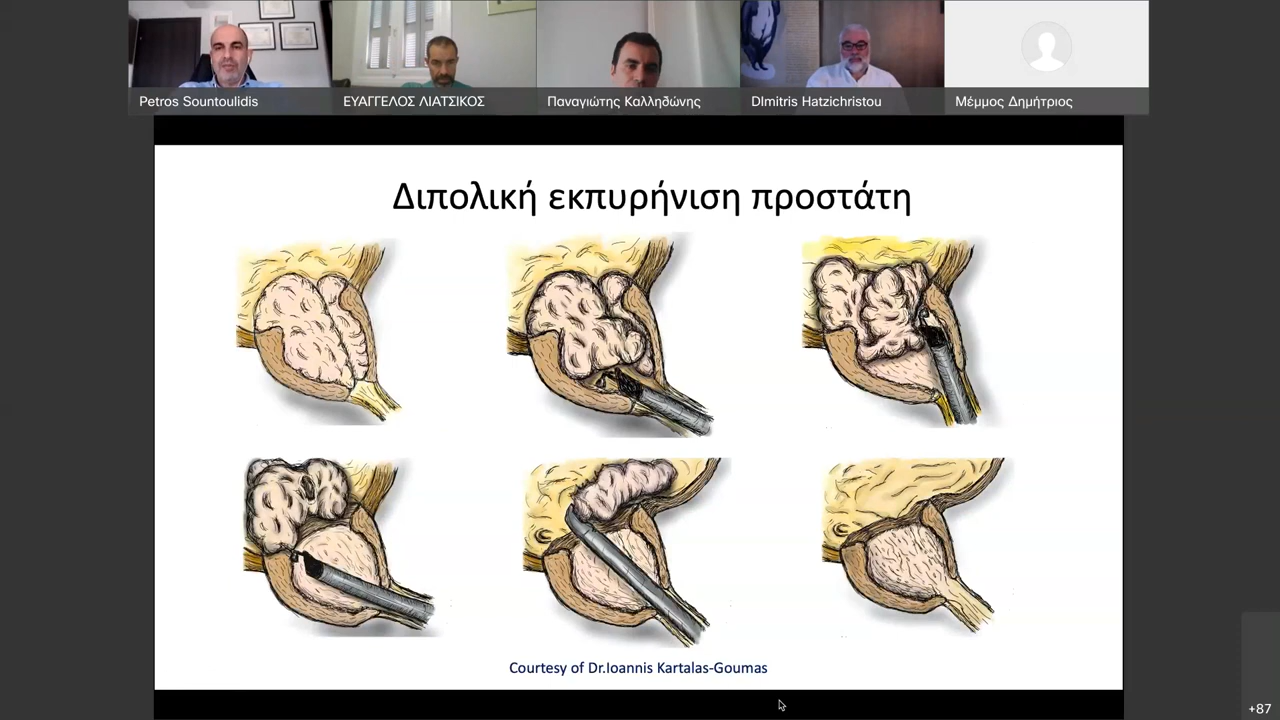 Petros Sountoulidis
ΕΥΑΓΓΕΛΟΣ ΛΙΑΤΣΙΚΟΣ
Παναγιώτης Καλληδώνης
DImitris Hatzichristou
Μέμμος Δημήτριος
Διπολική εκπυρήνιση προστάτη
Courtesy of Dr.Ioannis Kartalas-Goumas
+87